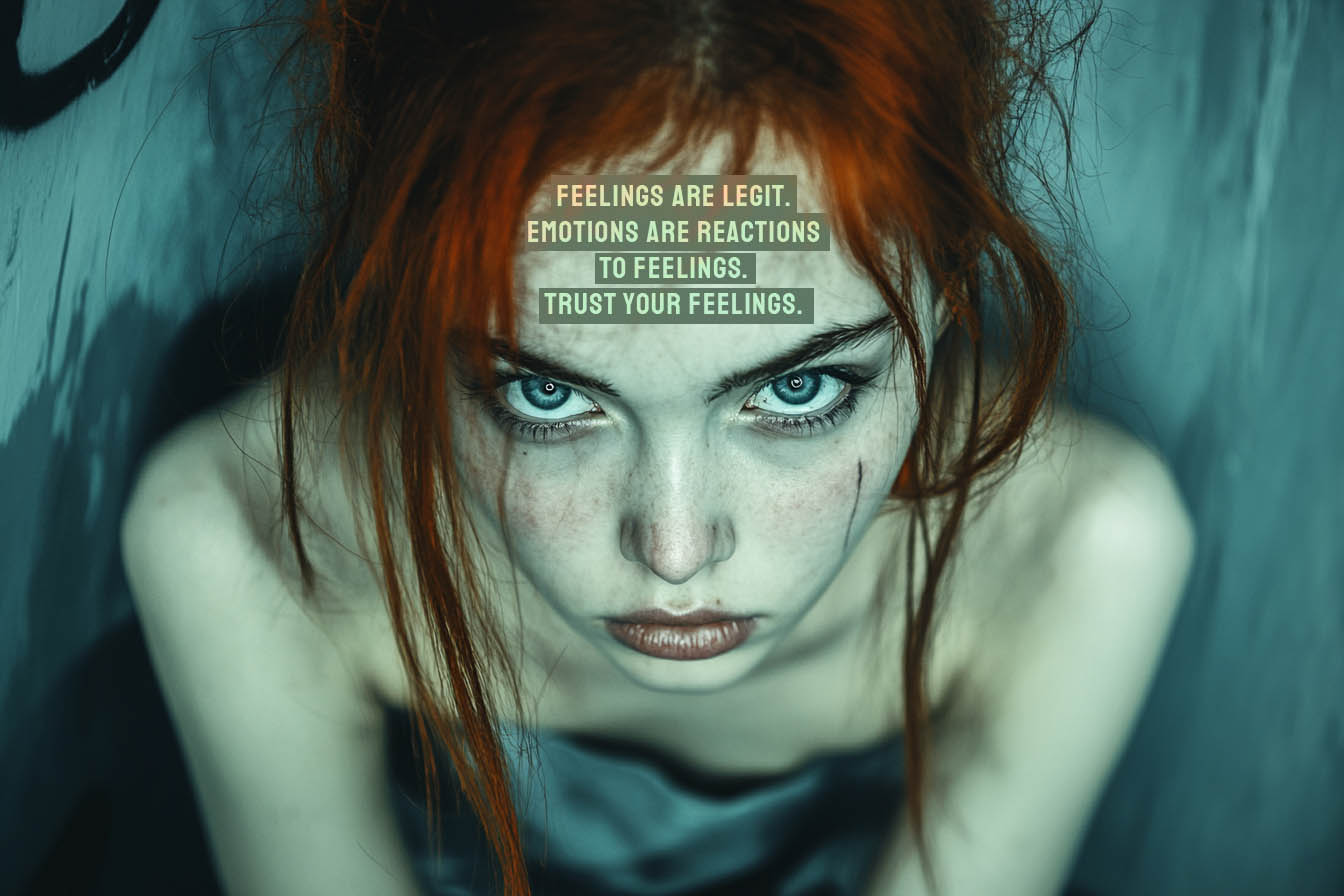 FEELINGS ARE LEGIT.
EMOTIONS ARE REACTIONS
TO FEELINGS.
TRUST YOUR FEELINGS.